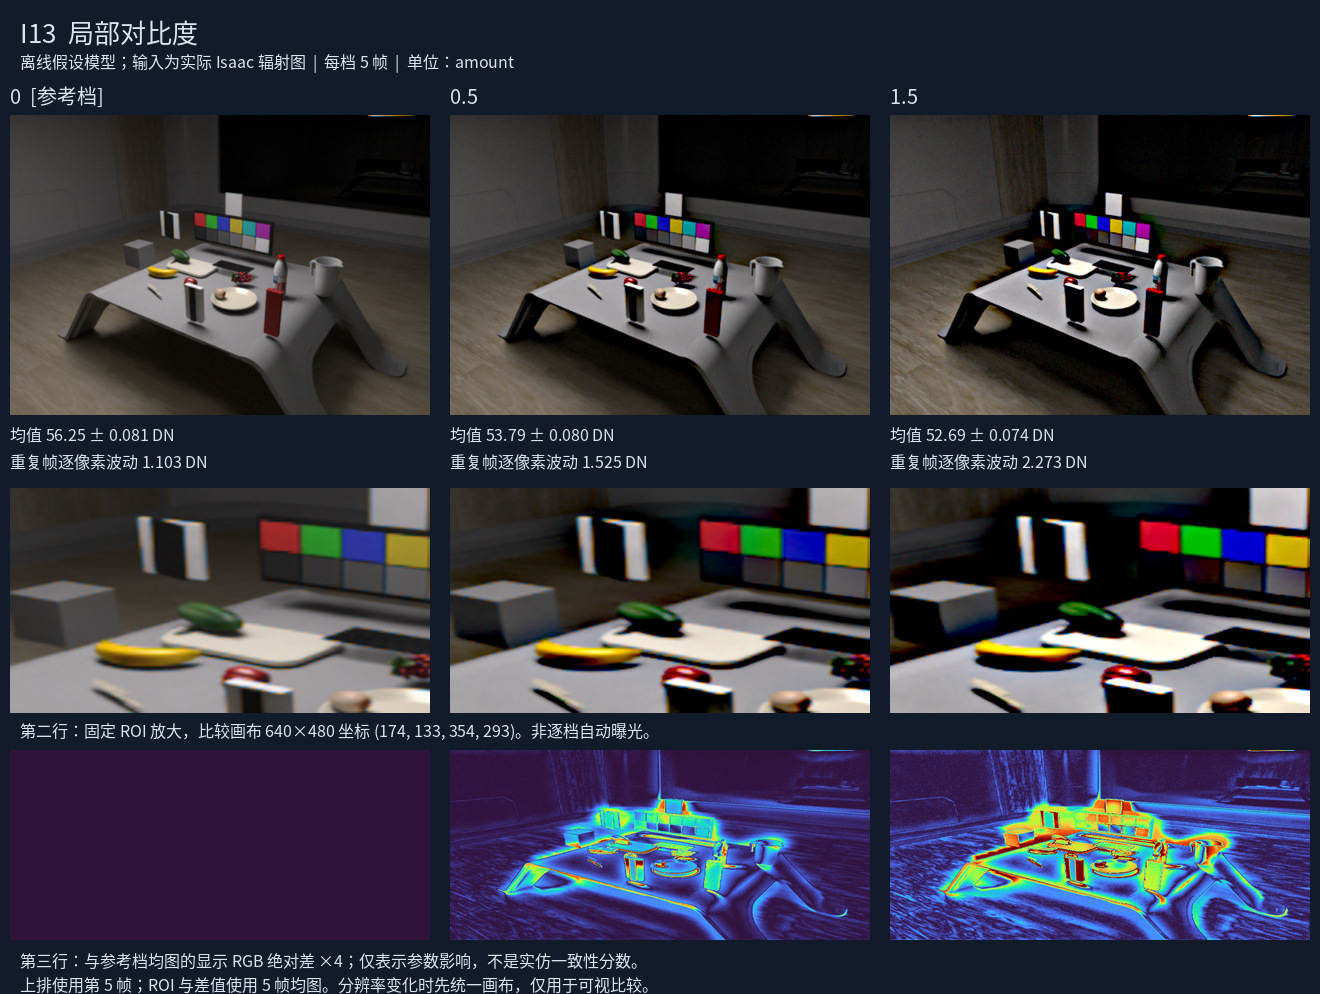 I13 局部对比度
离线假设模型；输入为实际 Isaac 辐射图 | 每档 5 帧 | 单位：amount
0 [参考档]
0.5
1.5
均值 56.25 ± 0.081 DN
重复帧逐像素波动 1.103 DN
均值 53.79 ± 0.080 DN
重复帧逐像素波动 1.525 DN
均值 52.69 ± 0.074 DN
重复帧逐像素波动 2.273 DN
第二行：固定 ROI 放大，比较画布 640×480 坐标 (174, 133, 354, 293)。非逐档自动曝光。
第三行：与参考档均图的显示 RGB 绝对差 ×4；仅表示参数影响，不是实仿一致性分数。
上排使用第 5 帧；ROI 与差值使用 5 帧均图。分辨率变化时先统一画布，仅用于可视比较。